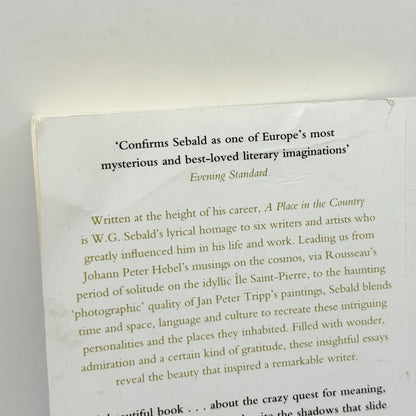 ‘Confirms Sebald as one of Europe’s most
mysterious and best-loved literary imaginations’
Evening Standard
Written at the height of his career, A Place in the Country
is W.G. Sebald’s lyrical homage to six writers and artists who
greatly influenced him in his life and work. Leading us from
Johann Peter Hebel’s musings on the cosmos, via Rousseau’s
period of solitude on the idyllic Île Saint-Pierre, to the haunting
‘photographic’ quality of Jan Peter Tripp’s paintings, Sebald blends
time and space, language and culture to recreate these intriguing
personalities and the places they inhabited. Filled with wonder,
admiration and a certain kind of gratitude, these insightful essays
reveal the beauty that inspired a remarkable writer.
beautiful book . . . about the crazy quest for meaning,
the shadows that slide